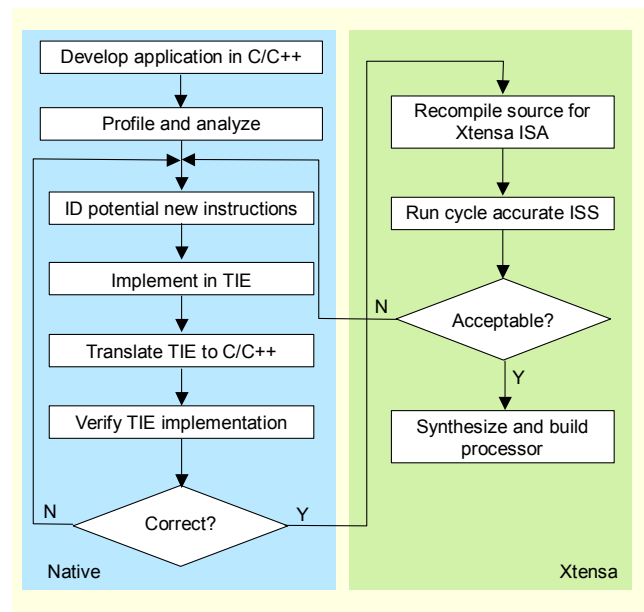 Develop application in C/C++
Profile and analyze
ID potential new instructions
Implement in TIE
Translate TIE to C/C++
Verify TIE implementation
Correct?
N
Y
Native
Recompile source for
Xtensa ISA
Run cycle accurate ISS
Acceptable?
N
Y
Synthesize and build
processor
Xtensa